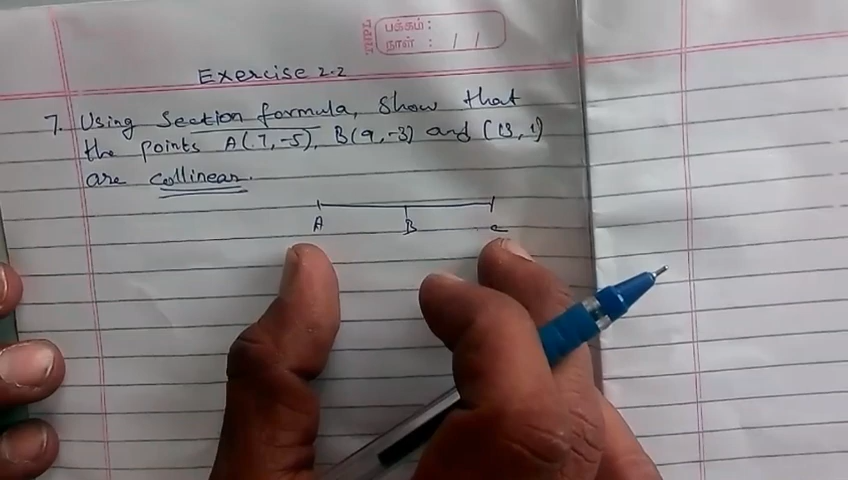 பக்கம்:
நாள் : / /
Exercise 2.2
7. Using Section formula, Show that
the points A(7,-5), B(9,-3) and (13,1)
are collinear.
A B C